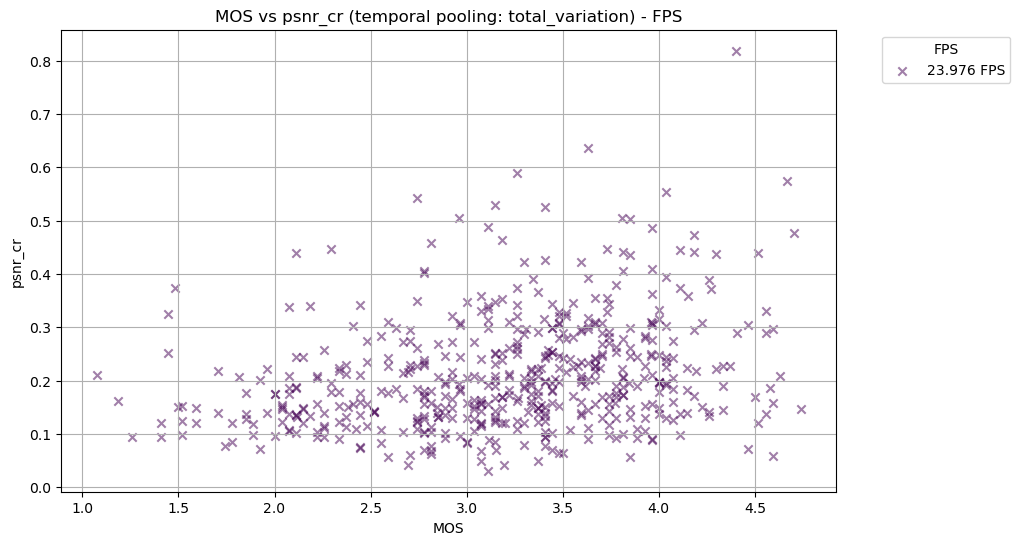 MOS vs psnr_cr (temporal pooling: total_variation) - FPS
FPS
23.976 FPS
psnr_cr
0.8
0.7
0.6
0.5
0.4
0.3
0.2
0.1
0.0
1.0 1.5 2.0 2.5 3.0 3.5 4.0 4.5
MOS